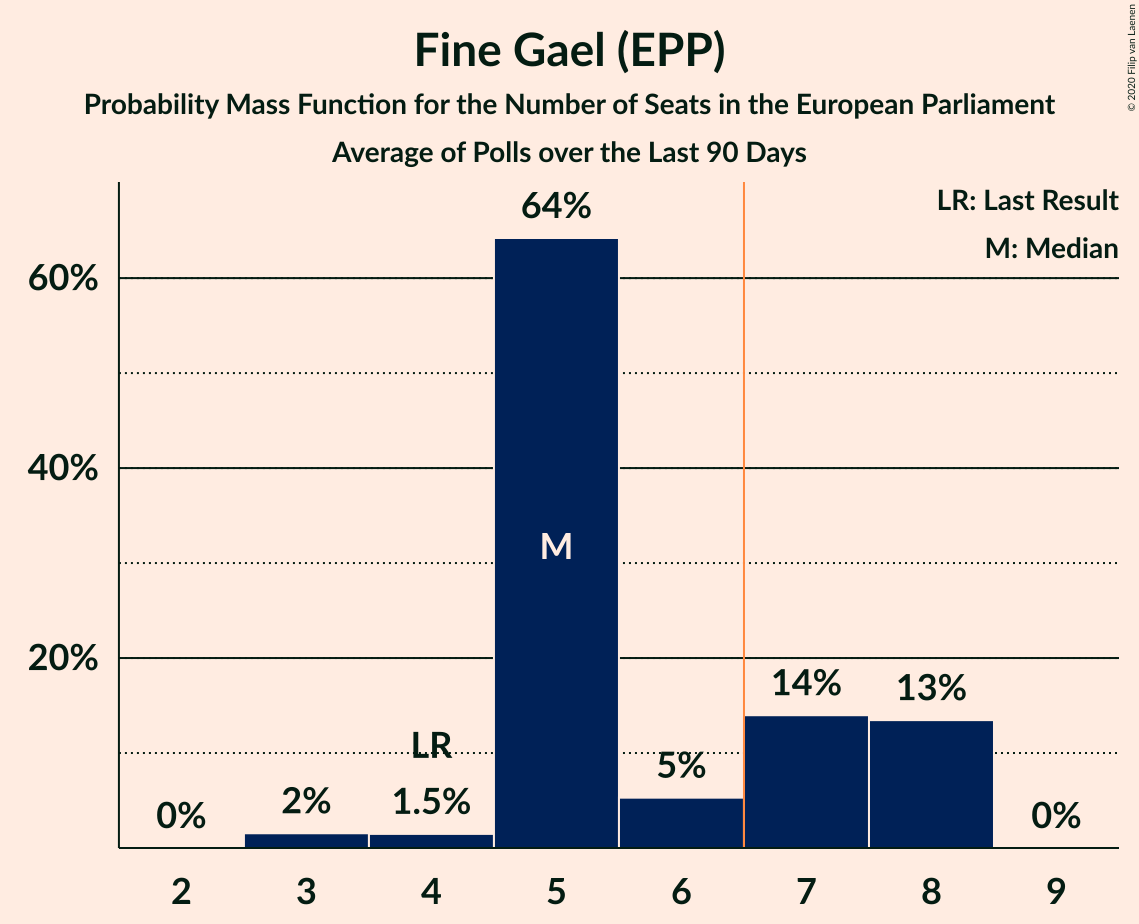 Fine Gael (EPP)
Probability Mass Function for the Number of Seats in the European Parliament
Average of Polls over the Last 90 Days
© 2020 Filip van Laenen
LR: Last Result
M: Median
60%
40%
20%
0%
2%
LR
1.5%
64%
M
5%
14%
13%
0%
2 3 4 5 6 7 8 9